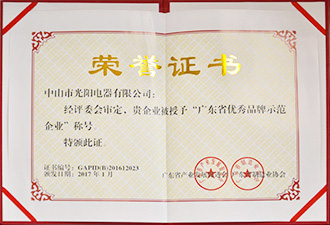 荣誉证书
中山市光阳电器有限公司：
经评委会审定，贵企业被授予“广东省优秀品牌示范
企业”称号。
特颁此证。
证书编号：GAPHD(B)201612023
颁发日期：2017年1月